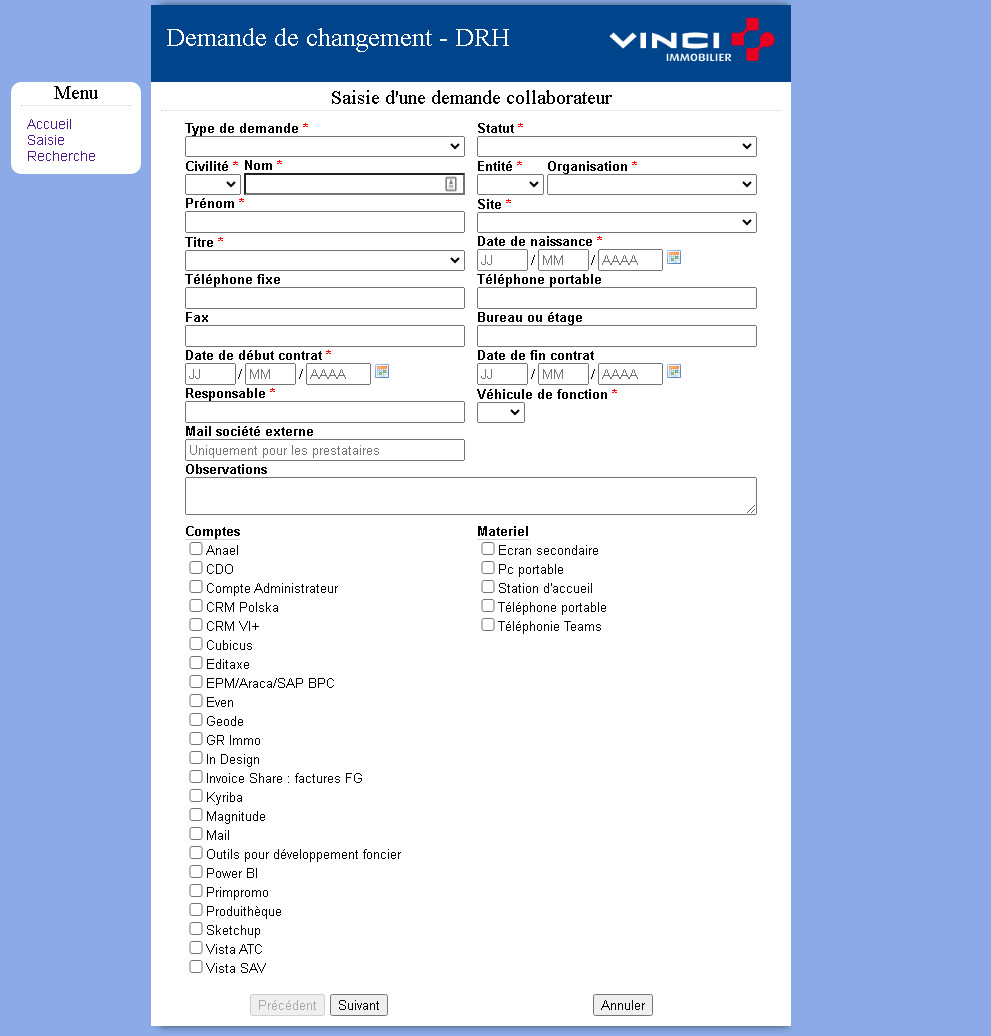 Demande de changement - DRH
VINCI
IMMOBILIER
Menu
Accueil
Saisie
Recherche
Saisie d'une demande collaborateur
Type de demande *
Statut *
Civilité * Nom *
Entité * Organisation *
Prénom *
Site *
Titre *
Date de naissance *
JJ / MM / AAAA
Téléphone fixe
Téléphone portable
Fax
Bureau ou étage
Date de début contrat *
JJ / MM / AAAA
Date de fin contrat
JJ / MM / AAAA
Responsable *
Véhicule de fonction *
Mail société externe
Uniquement pour les prestataires
Observations
Comptes
Anael
CDO
Compte Administrateur
CRM Polska
CRM VI+
Cubicus
Editaxe
EPM/Araca/SAP BPC
Even
Geode
GR Immo
In Design
Invoice Share : factures FG
Kyriba
Magnitude
Mail
Outils pour développement foncier
Power BI
Primpromo
Produithèque
Sketchup
Vista ATC
Vista SAV
Materiel
Ecran secondaire
Pc portable
Station d'accueil
Téléphone portable
Téléphonie Teams
Précédent Suivant
Annuler